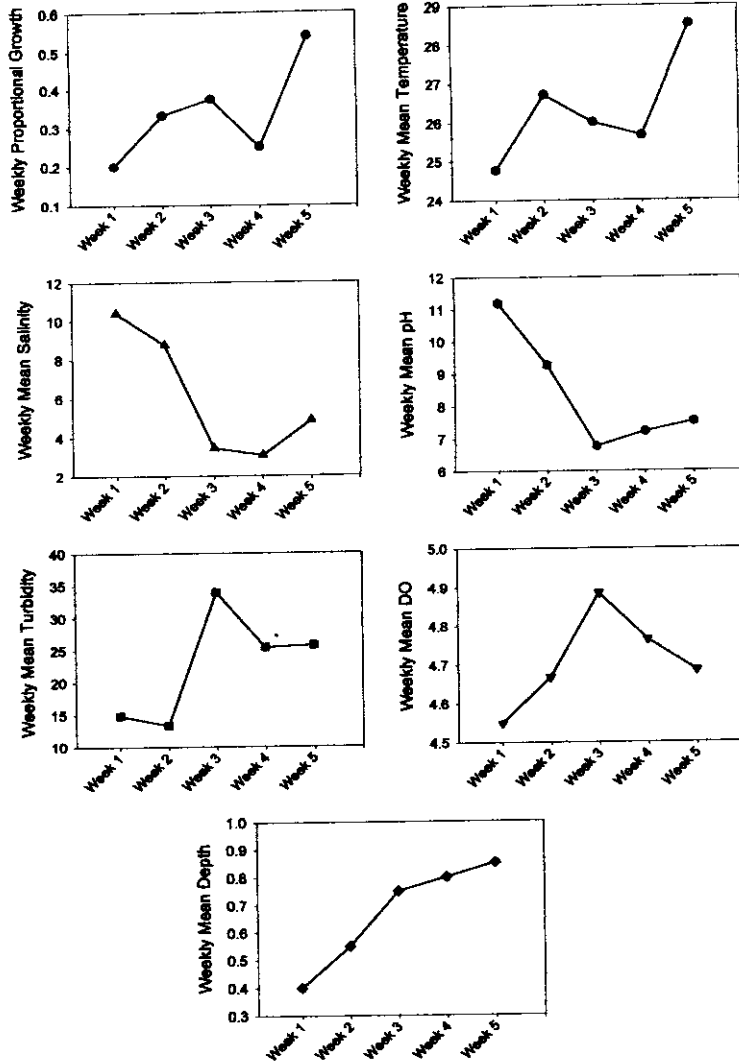 Weekly Proportional Growth
0.6
0.5
0.4
0.3
0.2
0.1
Week 1
Week 2
Week 3
Week 4
Week 5
Weekly Mean Temperature
29
28
27
26
25
24
Week 1
Week 2
Week 3
Week 4
Week 5
Weekly Mean Salinity
12
10
8
6
4
2
Week 1
Week 2
Week 3
Week 4
Week 5
Weekly Mean pH
12
11
10
9
8
7
6
Week 1
Week 2
Week 3
Week 4
Week 5
Weekly Mean Turbidity
40
35
30
25
20
15
10
Week 1
Week 2
Week 3
Week 4
Week 5
Weekly Mean DO
5.0
4.9
4.8
4.7
4.6
4.5
Week 1
Week 2
Week 3
Week 4
Week 5
Weekly Mean Depth
1.0
0.9
0.8
0.7
0.6
0.5
0.4
0.3
Week 1
Week 2
Week 3
Week 4
Week 5